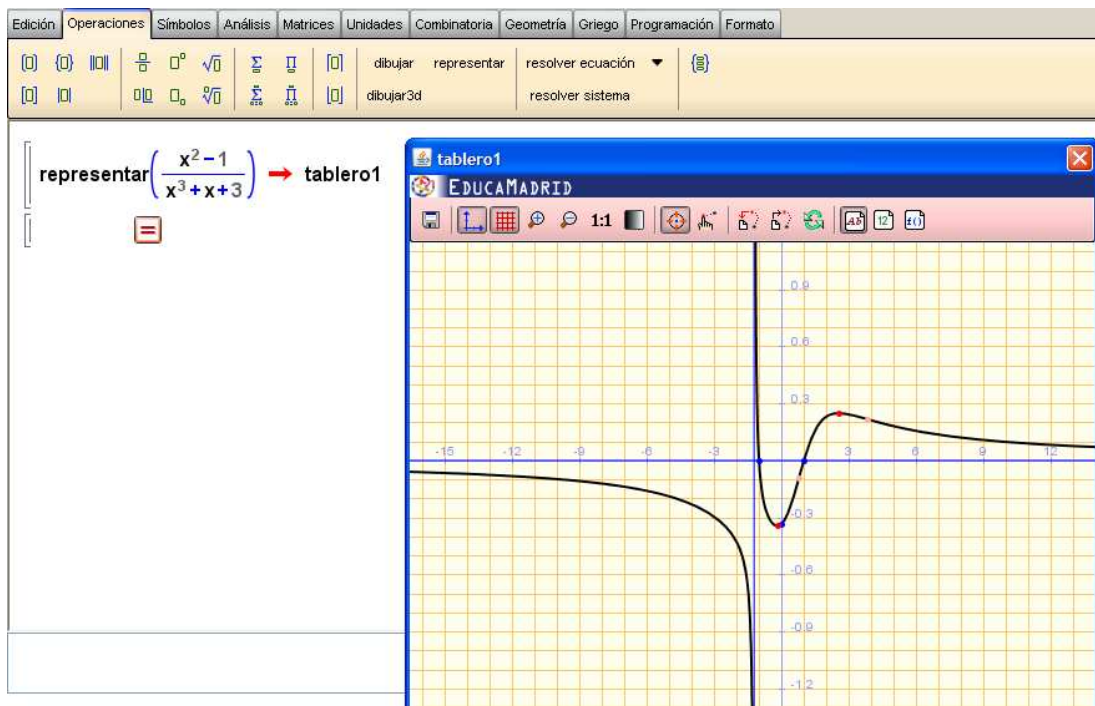 Edición Operaciones Símbolos Análisis Matrices Unidades Combinatoria Geometría Griego Programación Formato
dibujar representar resolver ecuación
dibujar3d resolver sistema
representar( x² − 1 / x³ + x + 3 ) → tablero1
=
tablero1
EDUCAMADRID
1:1 Ab 12 f()
0.9
0.6
0.3
-15 -12 -9 -6 -3 3 6 9 12
-0.3
-0.6
-0.9
-1.2